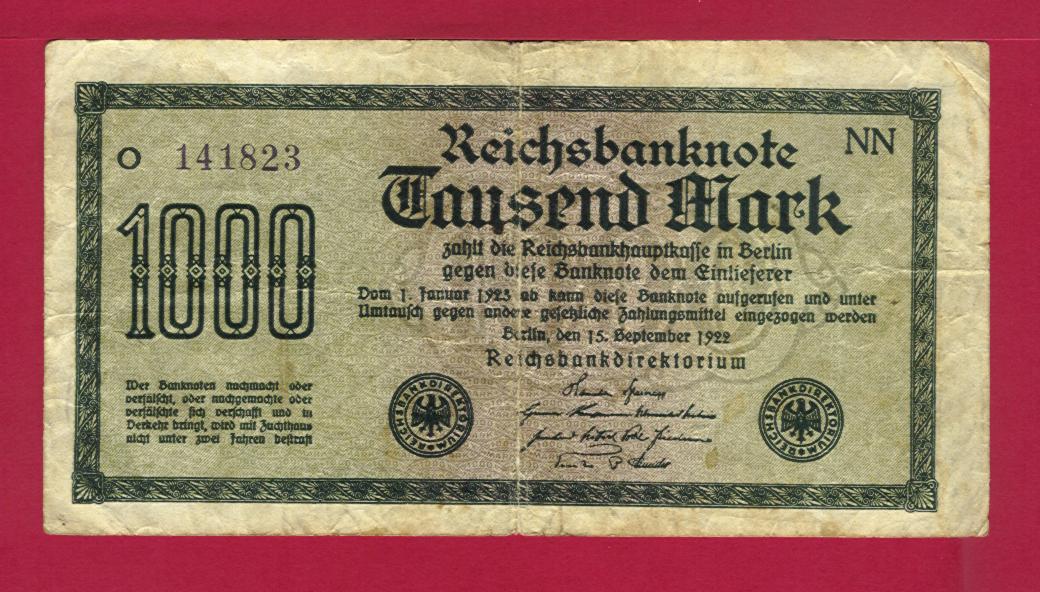 O 141823
NN
Reichsbanknote
Tausend Mark
1000
zahlt die Reichsbankhauptkasse in Berlin
gegen diese Banknote dem Einlieferer
Vom 1. Januar 1923 ab kann diese Banknote aufgerufen und unter
Umtausch gegen andere gesetzliche Zahlungsmittel eingezogen werden
Berlin, den 15. September 1922
Reichsbankdirektorium
Wer Banknoten nachmacht oder
verfälscht, oder nachgemachte oder
verfälschte sich verschafft und in
Verkehr bringt, wird mit Zuchthaus
nicht unter zwei Jahren bestraft
REICHSBANKDIREKTORIUM
REICHSBANKDIREKTORIUM